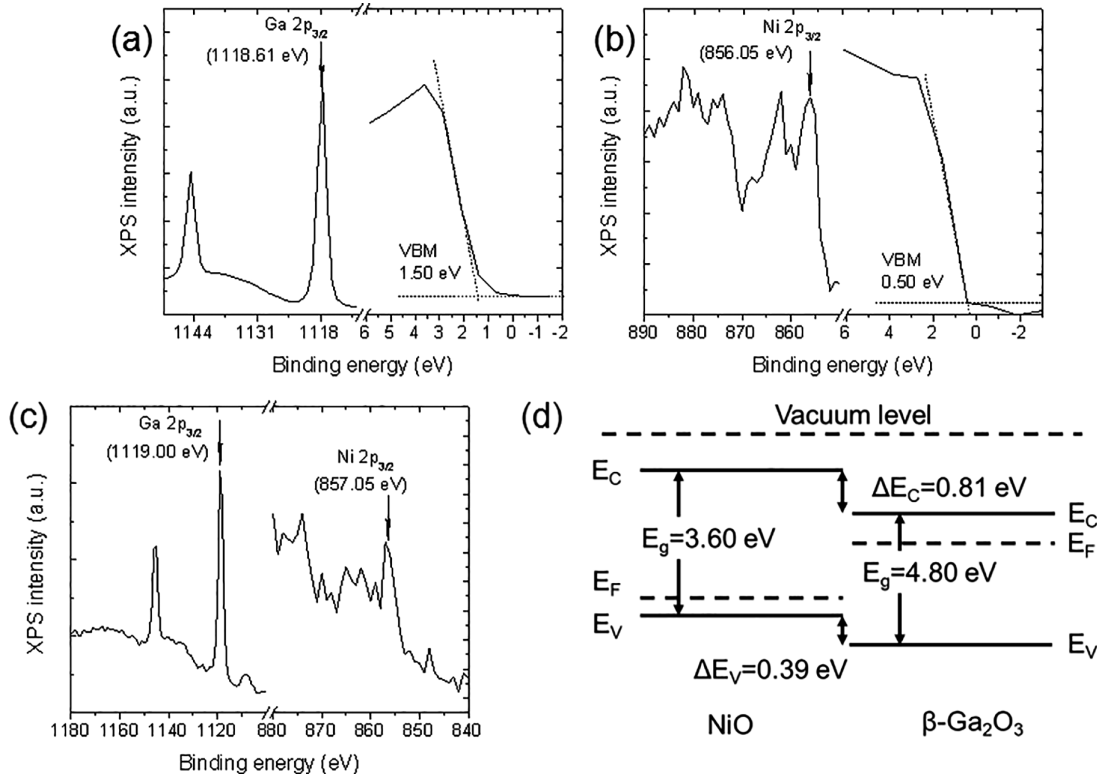 (a)
Ga 2p3/2
(1118.61 eV)
XPS intensity (a.u.)
VBM
1.50 eV
1144 1131 1118 6 5 4 3 2 1 0 -1 -2
Binding energy (eV)
(b)
Ni 2p3/2
(856.05 eV)
XPS intensity (a.u.)
VBM
0.50 eV
890 880 870 860 6 4 2 0 -2
Binding energy (eV)
(c)
Ga 2p3/2
(1119.00 eV)
Ni 2p3/2
(857.05 eV)
XPS intensity (a.u.)
1180 1160 1140 1120 880 870 860 850 840
Binding energy (eV)
(d)
Vacuum level
EC
ΔEC=0.81 eV
EC
Eg=3.60 eV
EF
Eg=4.80 eV
EF
EV
EV
ΔEV=0.39 eV
NiO
β-Ga2O3